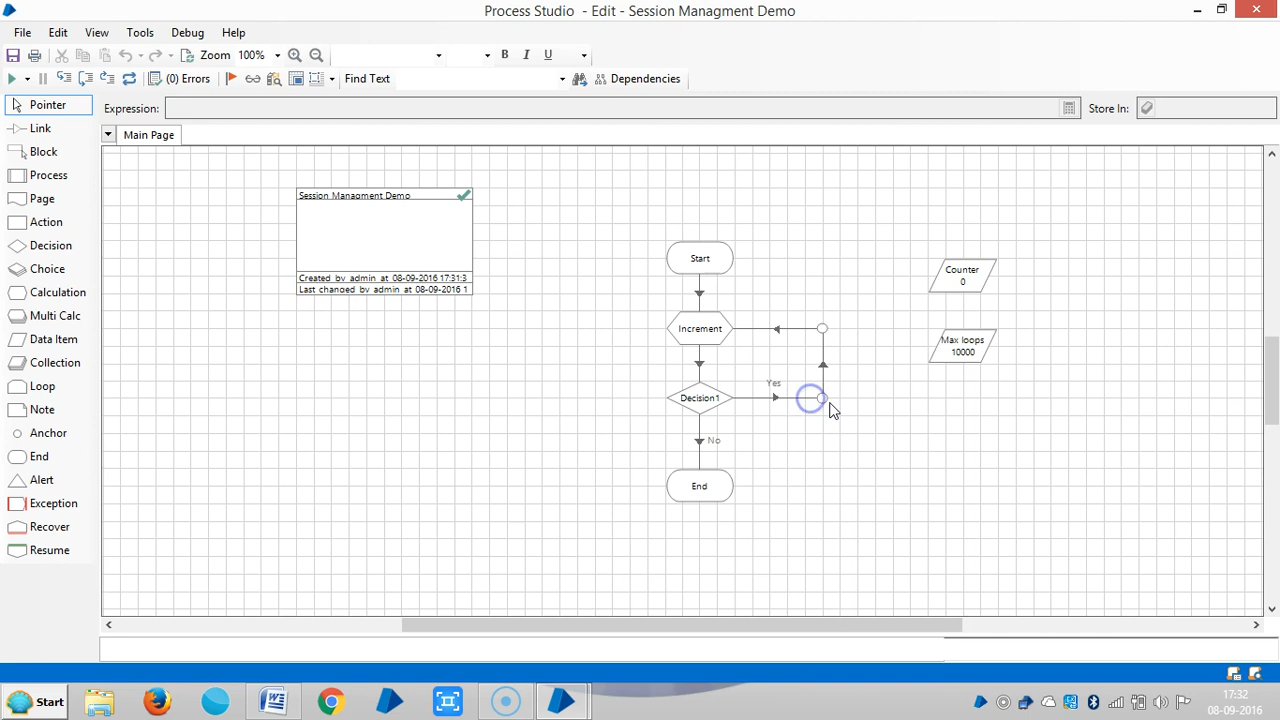 Process Studio - Edit - Session Managment Demo
File Edit View Tools Debug Help
Zoom 100% B I U
(0) Errors Find Text Dependencies
Pointer Expression: Store In:
Link
Main Page
Block
Process
Page
Action
Decision
Choice
Calculation
Multi Calc
Data Item
Collection
Loop
Note
Anchor
End
Alert
Exception
Recover
Resume
Session Managment Demo
Created by admin at 08-09-2016 17:31:3
Last changed by admin at 08-09-2016 1
Start
Increment
Yes
Decision1
No
End
Counter
0
Max loops
10000
Start
17:32
08-09-2016